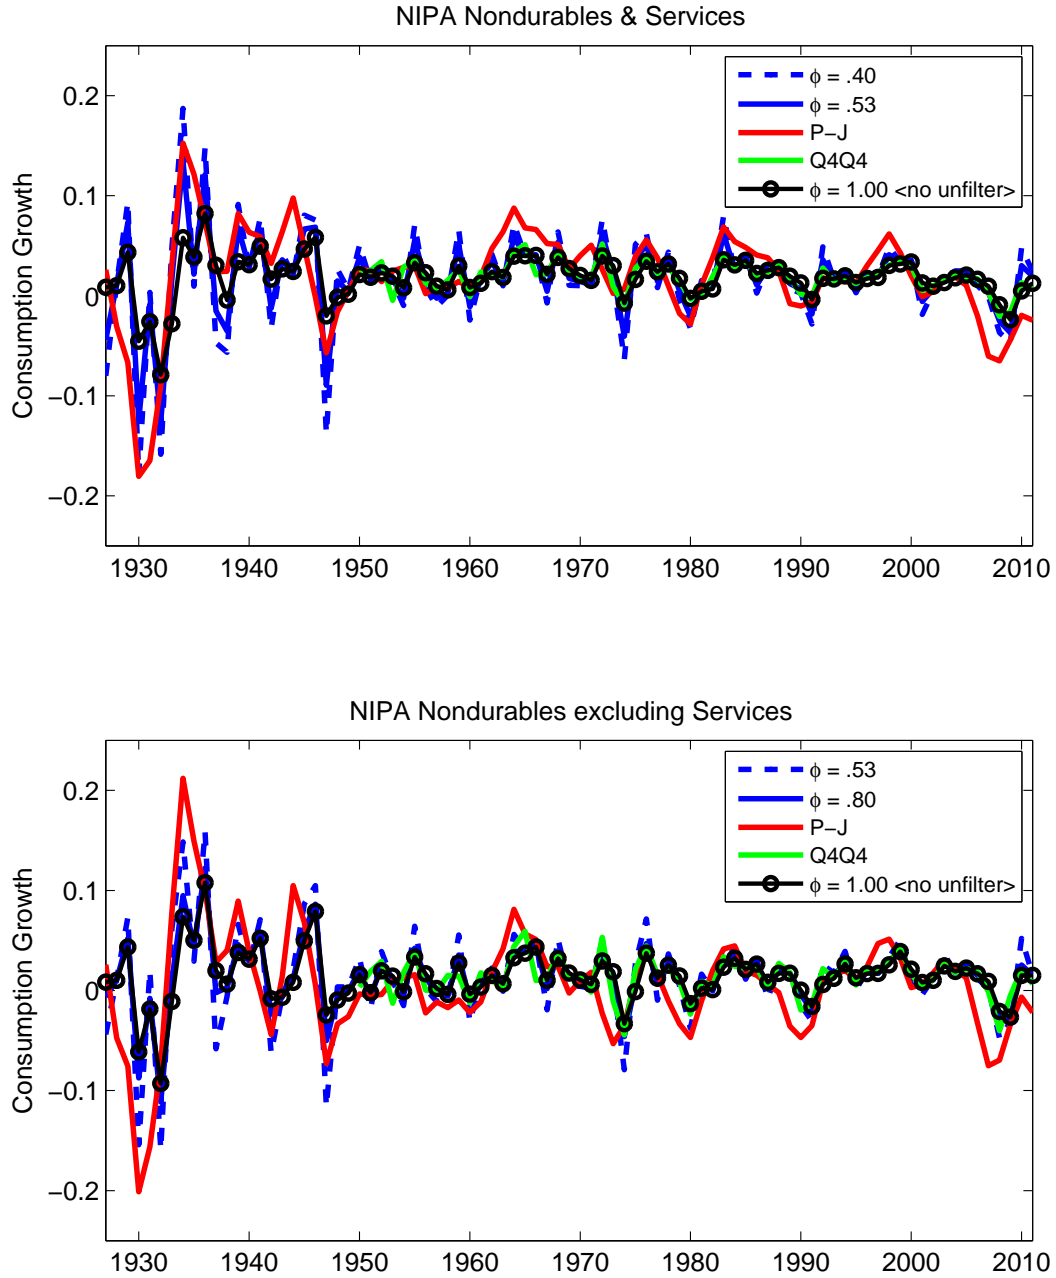 NIPA Nondurables & Services
Consumption Growth
0.2
0.1
0
−0.1
−0.2
ϕ = .40
ϕ = .53
P−J
Q4Q4
ϕ = 1.00 <no unfilter>
1930 1940 1950 1960 1970 1980 1990 2000 2010
NIPA Nondurables excluding Services
Consumption Growth
0.2
0.1
0
−0.1
−0.2
ϕ = .53
ϕ = .80
P−J
Q4Q4
ϕ = 1.00 <no unfilter>
1930 1940 1950 1960 1970 1980 1990 2000 2010